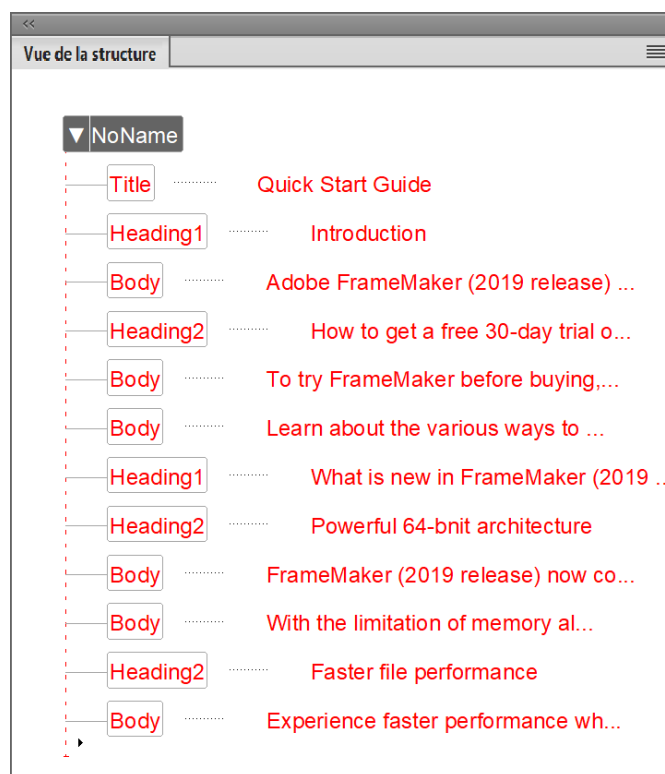 <<
Vue de la structure
NoName
Title Quick Start Guide
Heading1 Introduction
Body Adobe FrameMaker (2019 release) ...
Heading2 How to get a free 30-day trial o...
Body To try FrameMaker before buying,...
Body Learn about the various ways to ...
Heading1 What is new in FrameMaker (2019 ..
Heading2 Powerful 64-bnit architecture
Body FrameMaker (2019 release) now co...
Body With the limitation of memory al...
Heading2 Faster file performance
Body Experience faster performance wh...